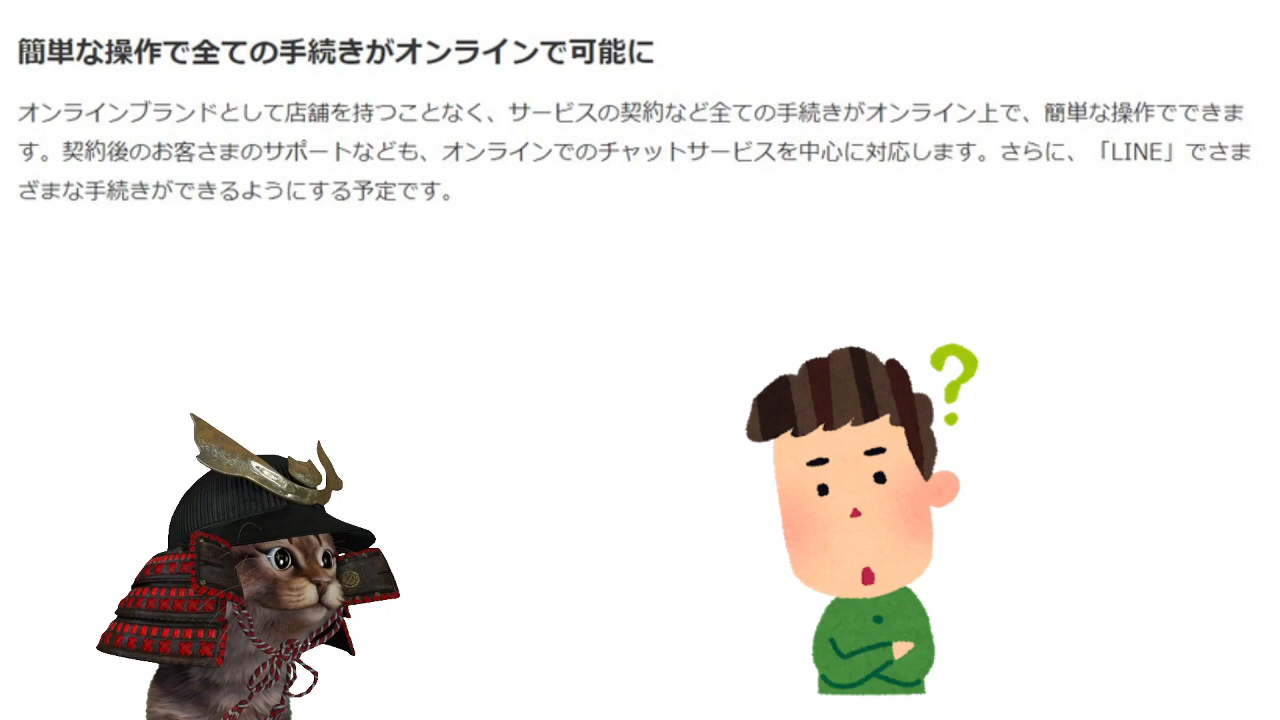 簡単な操作で全ての手続きがオンラインで可能に
オンラインブランドとして店舗を持つことなく、サービスの契約など全ての手続きがオンライン上で、簡単な操作でできま
す。契約後のお客さまのサポートなども、オンラインでのチャットサービスを中心に対応します。さらに、「LINE」でさま
ざまな手続きができるようにする予定です。
?